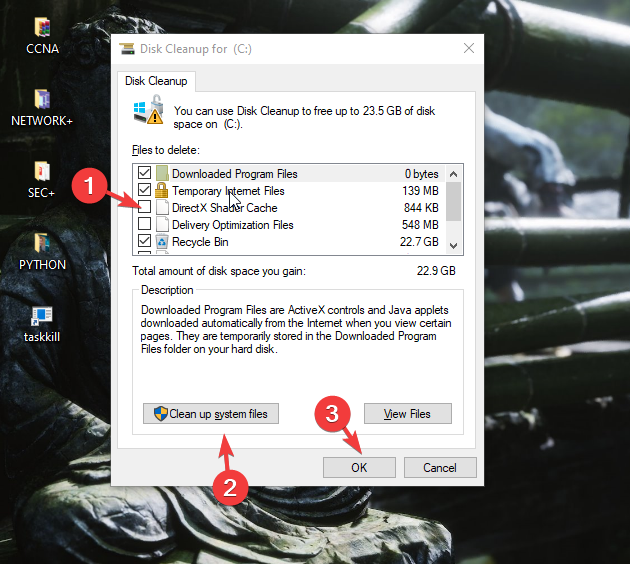 CCNA
NETWORK+
SEC+
PYTHON
taskkill
Disk Cleanup for (C:)
Disk Cleanup
You can use Disk Cleanup to free up to 23.5 GB of disk
space on (C:).
Files to delete:
Downloaded Program Files 0 bytes
Temporary Internet Files 139 MB
DirectX Shader Cache 844 KB
Delivery Optimization Files 548 MB
Recycle Bin 22.7 GB
1
Total amount of disk space you gain: 22.9 GB
Description
Downloaded Program Files are ActiveX controls and Java applets
downloaded automatically from the Internet when you view certain
pages. They are temporarily stored in the Downloaded Program
Files folder on your hard disk.
Clean up system files
3
View Files
2
OK
Cancel